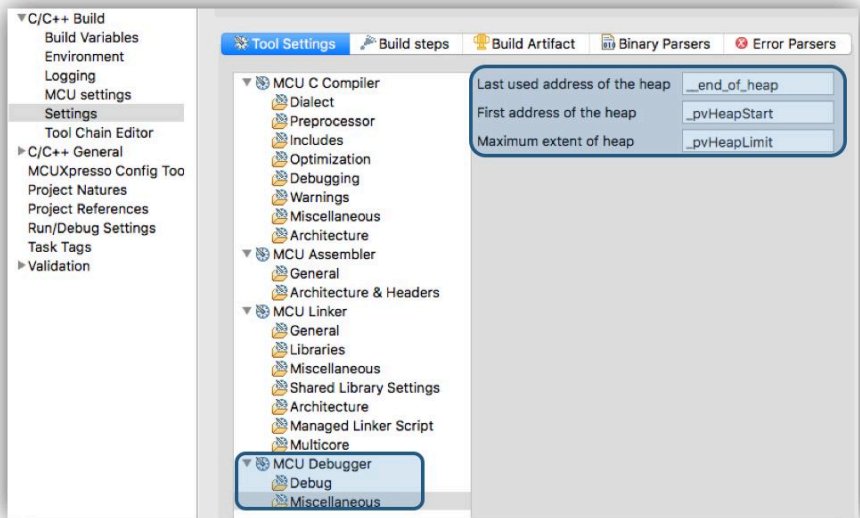 C/C++ Build
Build Variables
Environment
Logging
MCU settings
Settings
Tool Chain Editor
C/C++ General
MCUXpresso Config Too
Project Natures
Project References
Run/Debug Settings
Task Tags
Validation
Tool Settings
Build steps
Build Artifact
Binary Parsers
Error Parsers
MCU C Compiler
Dialect
Preprocessor
Includes
Optimization
Debugging
Warnings
Miscellaneous
Architecture
MCU Assembler
General
Architecture & Headers
MCU Linker
General
Libraries
Miscellaneous
Shared Library Settings
Architecture
Managed Linker Script
Multicore
MCU Debugger
Debug
Miscellaneous
Last used address of the heap __end_of_heap
First address of the heap _pvHeapStart
Maximum extent of heap _pvHeapLimit